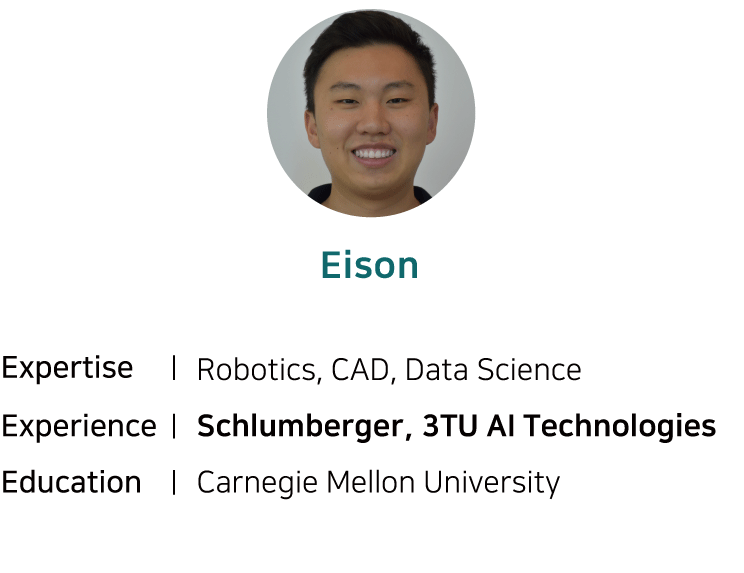 Eison
Expertise | Robotics, CAD, Data Science
Experience | Schlumberger, 3TU AI Technologies
Education | Carnegie Mellon University